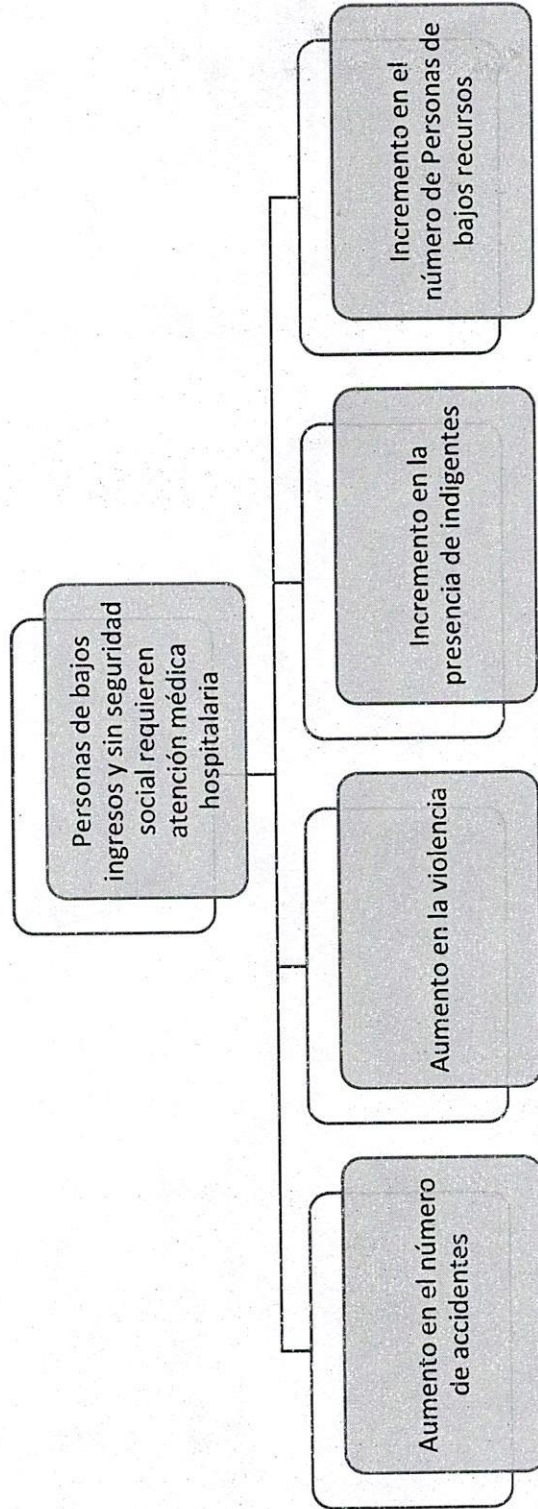 Personas de bajos
ingresos y sin seguridad
social requieren
atención médica
hospitalaria
Aumento en el número
de accidentes
Aumento en la violencia
Incremento en la
presencia de indigentes
Incremento en el
número de Personas de
bajos recursos